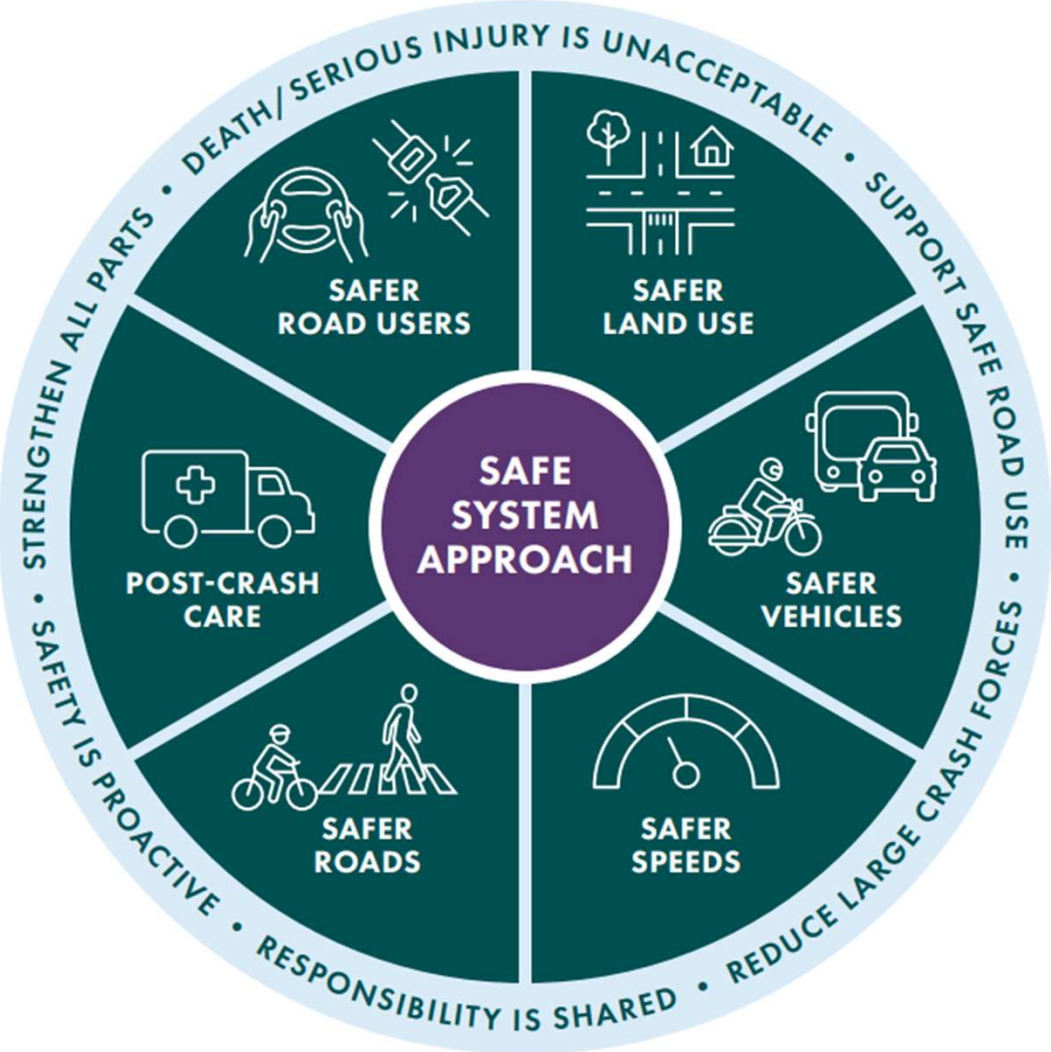 DEATH/SERIOUS INJURY IS UNACCEPTABLE •
SUPPORT SAFE ROAD USE •
REDUCE LARGE CRASH FORCES •
RESPONSIBILITY IS SHARED •
SAFETY IS PROACTIVE •
STRENGTHEN ALL PARTS •
SAFER
ROAD USERS
SAFER
LAND USE
SAFE
SYSTEM
APPROACH
POST-CRASH
CARE
SAFER
VEHICLES
SAFER
ROADS
SAFER
SPEEDS